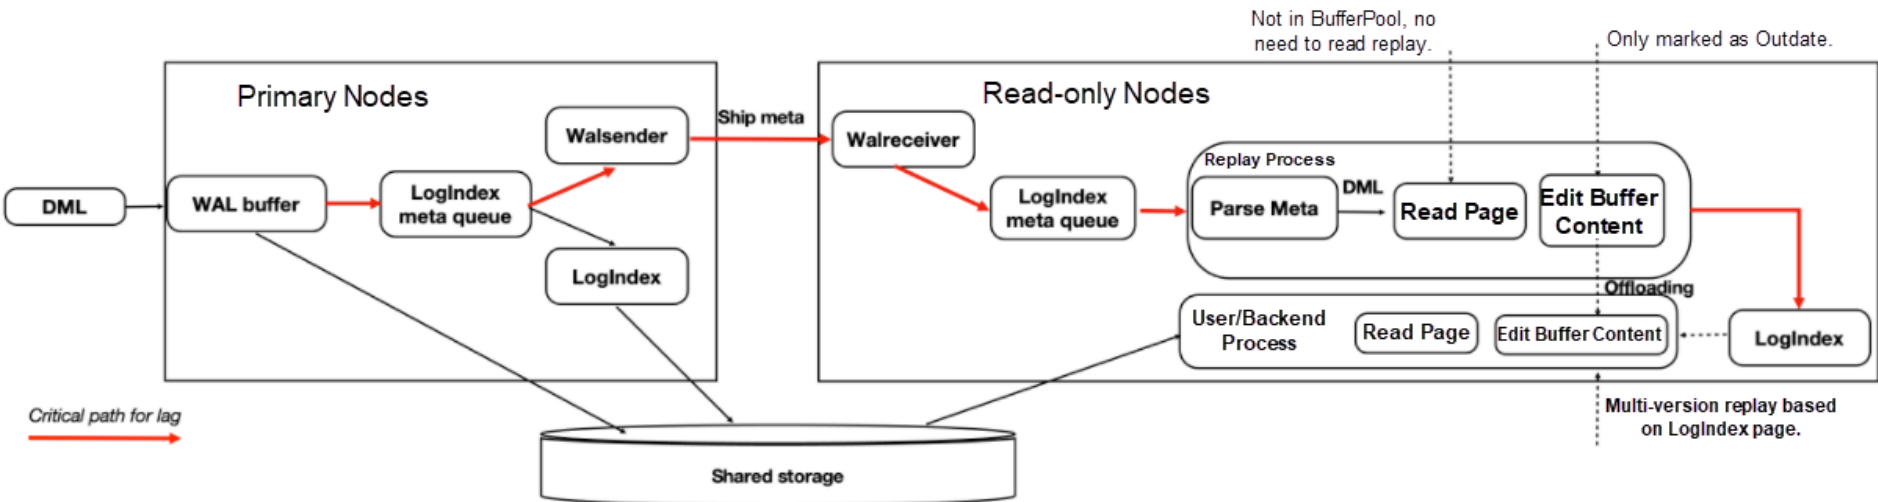 Not in BufferPool, no
need to read replay.
Only marked as Outdate.
Primary Nodes
Read-only Nodes
Walsender
Ship meta
Walreceiver
Replay Process
DML
WAL buffer
LogIndex
meta queue
LogIndex
meta queue
Parse Meta
DML
Read Page
Edit Buffer
Content
LogIndex
Offloading
User/Backend
Process
Read Page
Edit Buffer Content
LogIndex
Critical path for lag
Multi-version replay based
on LogIndex page.
Shared storage